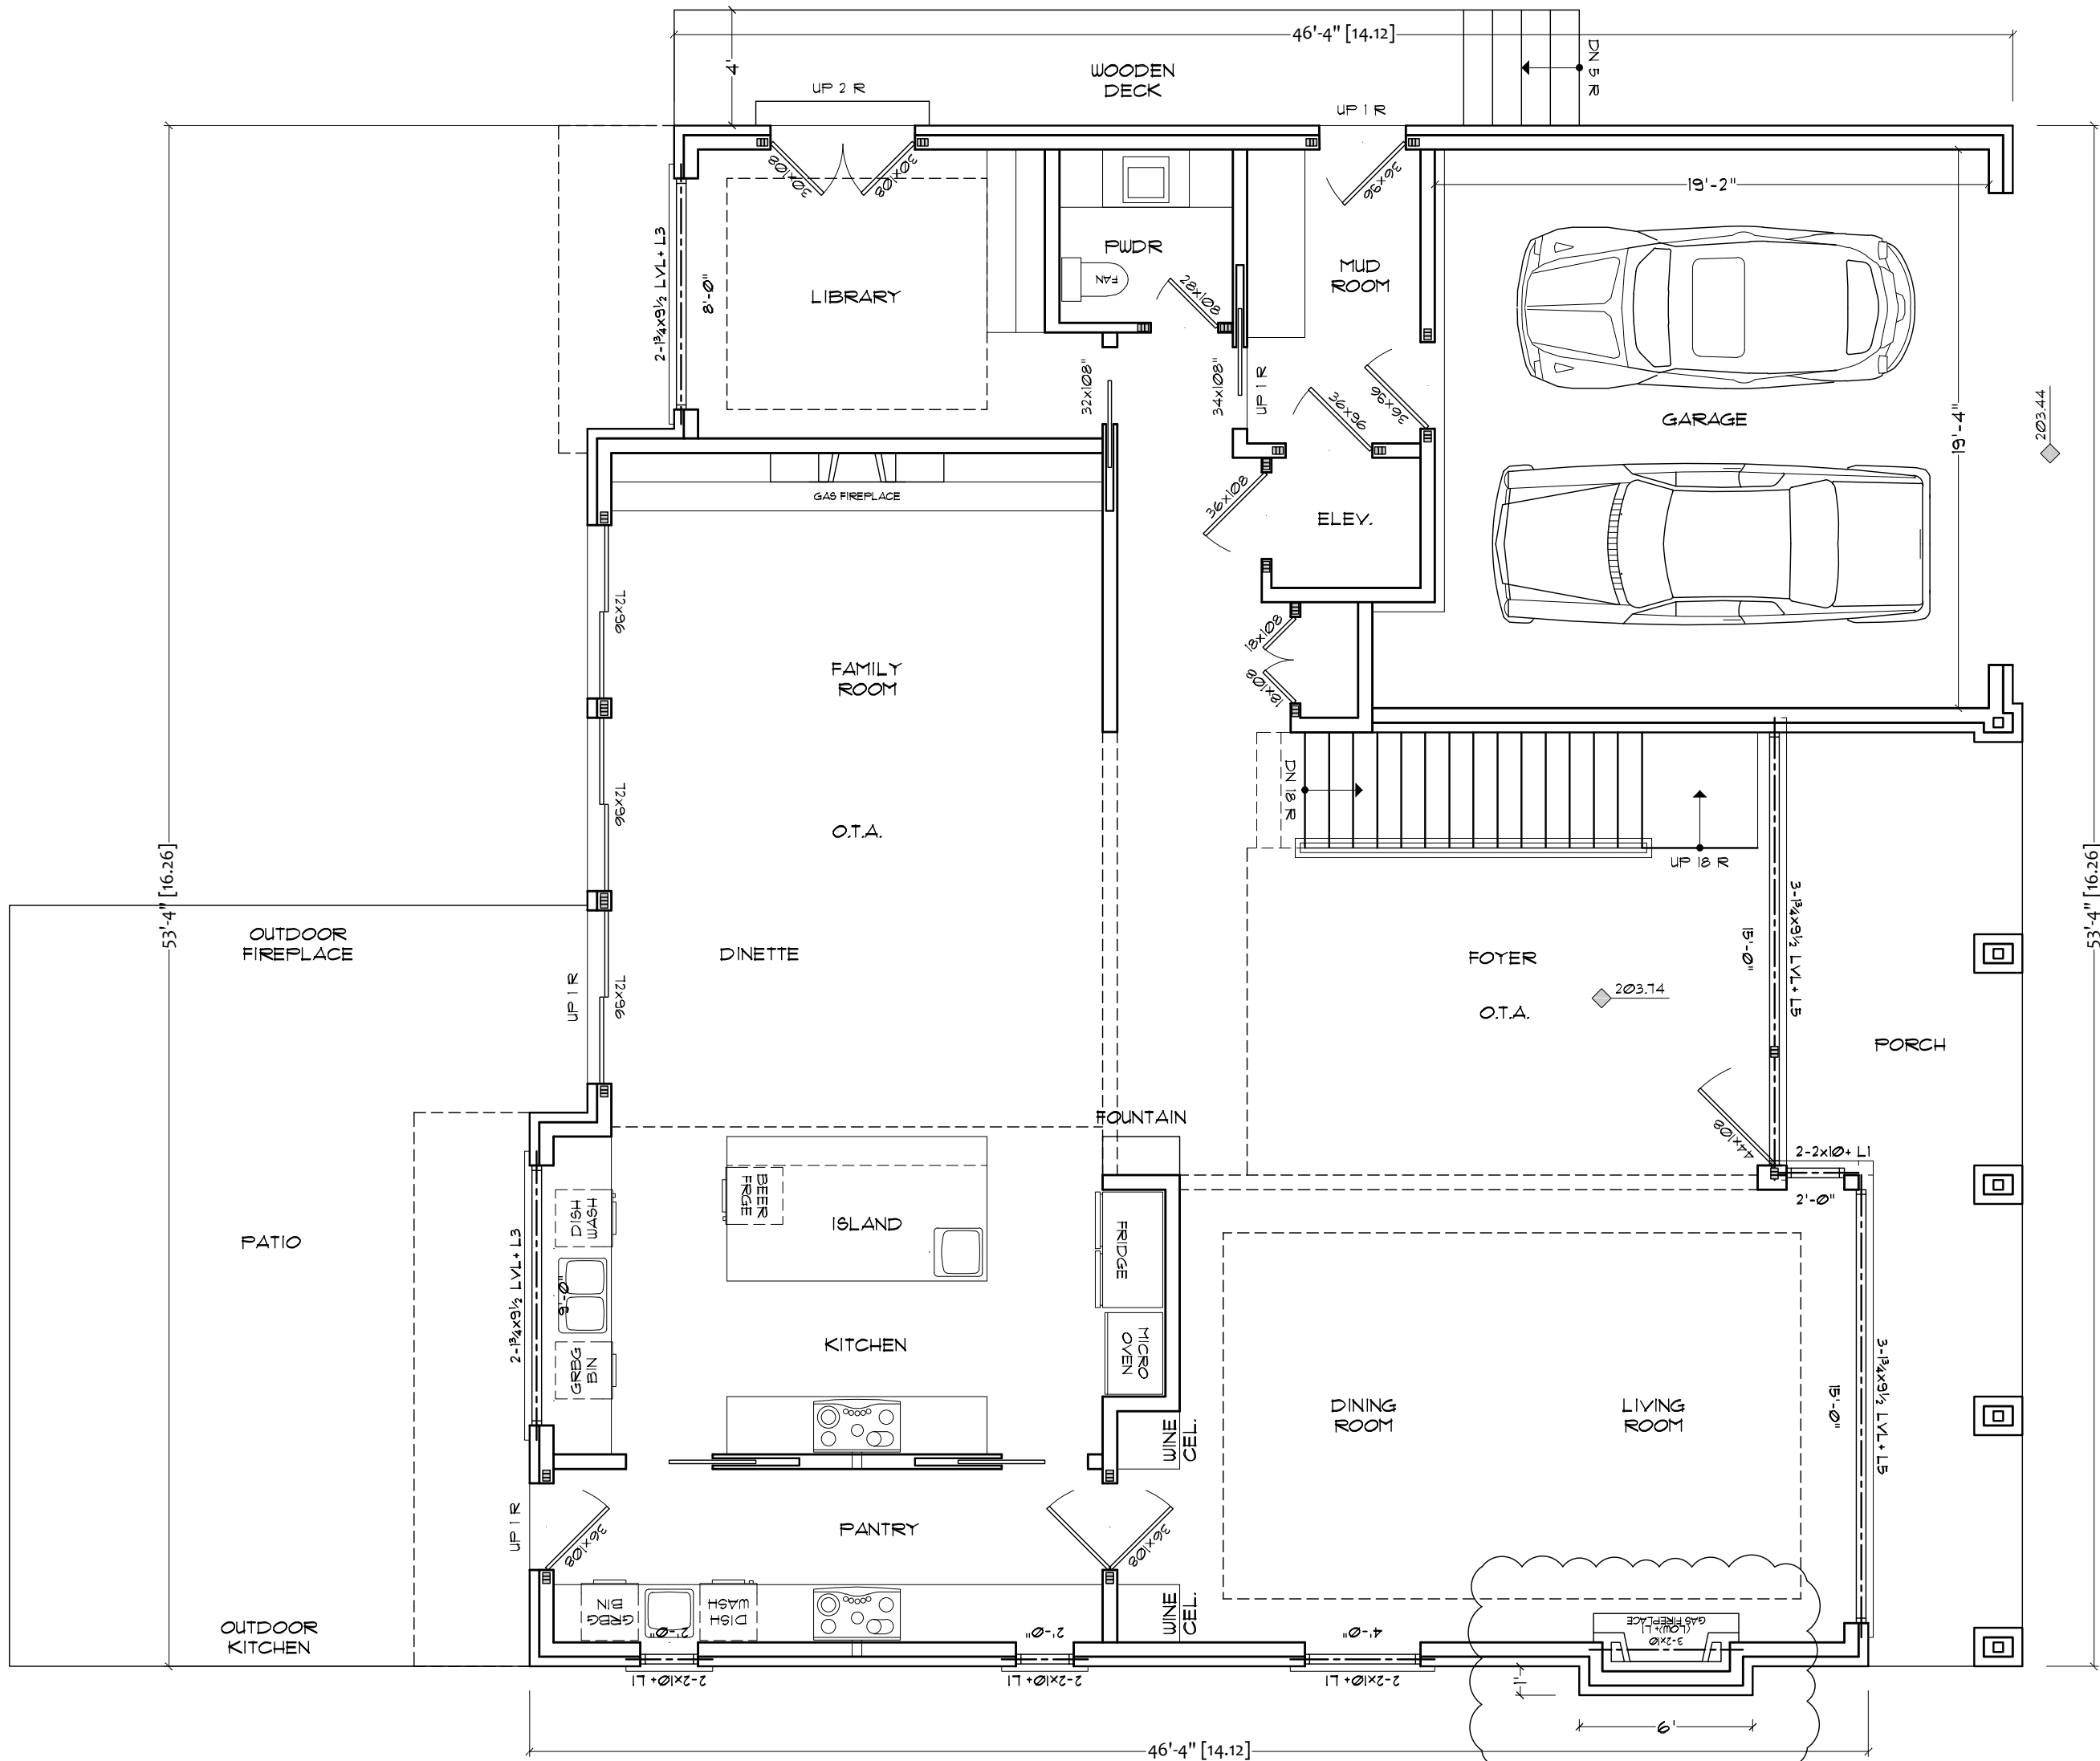 46'-4" [14.12]
4'
WOODEN
DECK
DN 5 R
UP 2 R
UP 1 R
30x108
30x108
36x96
19'-2"
2-1¾x9½ LVL + L3
8'-0"
LIBRARY
PWDR
FAN
28x108
MUD
ROOM
32x108"
34x108"
UP 1 R
36x96
36x96
GARAGE
19'-4"
203.44
GAS FIREPLACE
36x108
ELEV.
72x96
18x108
18x108
FAMILY
ROOM
72x96
O.T.A.
DN 18 R
UP 18 R
53'-4" [16.26]
53'-4" [16.26]
OUTDOOR
FIREPLACE
DINETTE
UP 1 R
72x96
FOYER
O.T.A.
203.74
15'-0"
3-1¾x9½ LVL + L5
PORCH
44x108
FOUNTAIN
2-2x10+ L1
2'-0"
BEER
FRGE
DISH
WASH
ISLAND
FRIDGE
PATIO
2-1¾x9½ LVL + L3
9'-0"
GRBG
BIN
KITCHEN
MICRO
OVEN
DINING
ROOM
LIVING
ROOM
15'-0"
3-1¾x9½ LVL + L5
WINE
CEL.
UP 1 R
36x108
PANTRY
36x108
GRBG
BIN
DISH
WASH
WINE
CEL.
OUTDOOR
KITCHEN
2'-0"
2'-0"
4'-0"
GAS FIREPLACE
(LOW)+ L1
3-2x10
2-2x10+ L1
2-2x10+ L1
2-2x10+ L1
1'
6'
46'-4" [14.12]